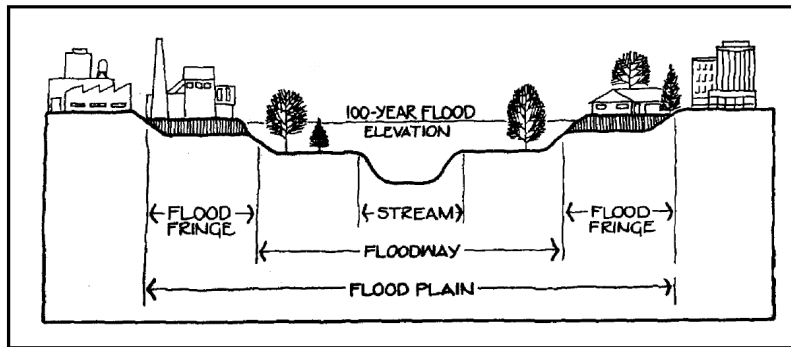 100-YEAR FLOOD
ELEVATION
FLOOD
FRINGE
STREAM
FLOOD
FRINGE
FLOODWAY
FLOOD PLAIN